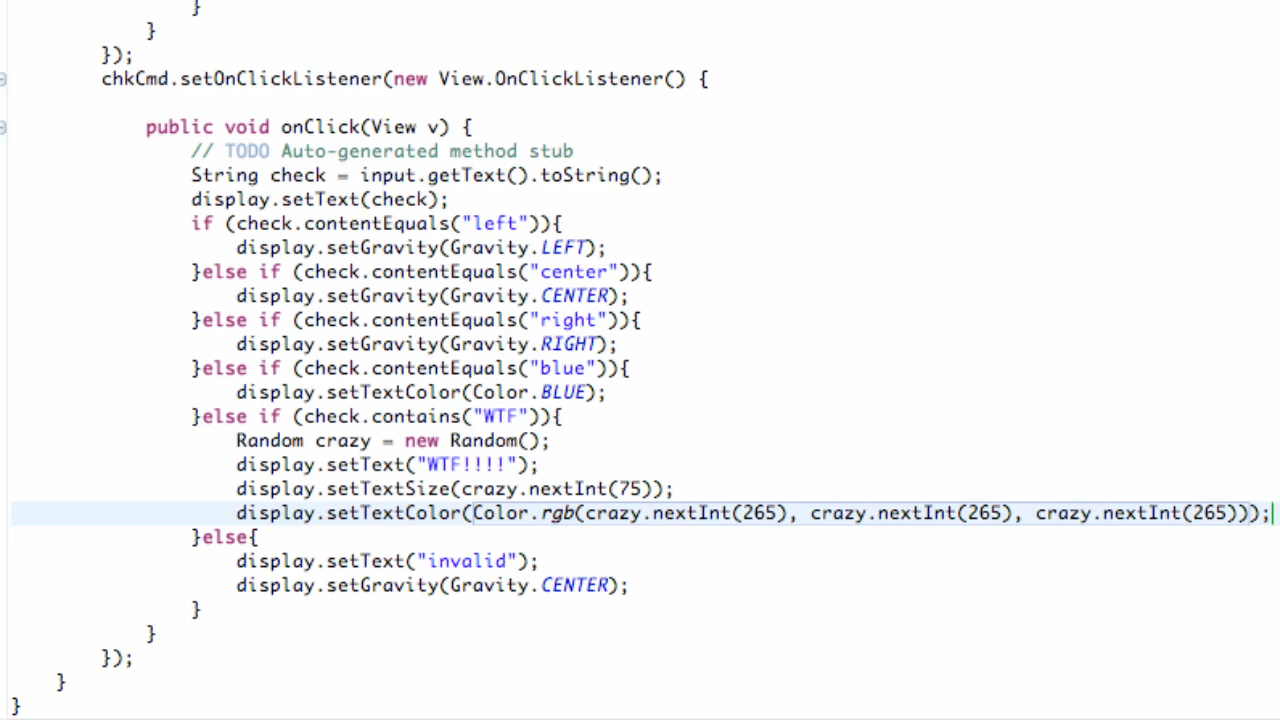 }
}
});
chkCmd.setOnClickListener(new View.OnClickListener() {
public void onClick(View v) {
// TODO Auto-generated method stub
String check = input.getText().toString();
display.setText(check);
if (check.contentEquals("left")){
display.setGravity(Gravity.LEFT);
}else if (check.contentEquals("center")){
display.setGravity(Gravity.CENTER);
}else if (check.contentEquals("right")){
display.setGravity(Gravity.RIGHT);
}else if (check.contentEquals("blue")){
display.setTextColor(Color.BLUE);
}else if (check.contains("WTF")){
Random crazy = new Random();
display.setText("WTF!!!!");
display.setTextSize(crazy.nextInt(75));
display.setTextColor(Color.rgb(crazy.nextInt(265), crazy.nextInt(265), crazy.nextInt(265)));
}else{
display.setText("invalid");
display.setGravity(Gravity.CENTER);
}
}
});
}
}